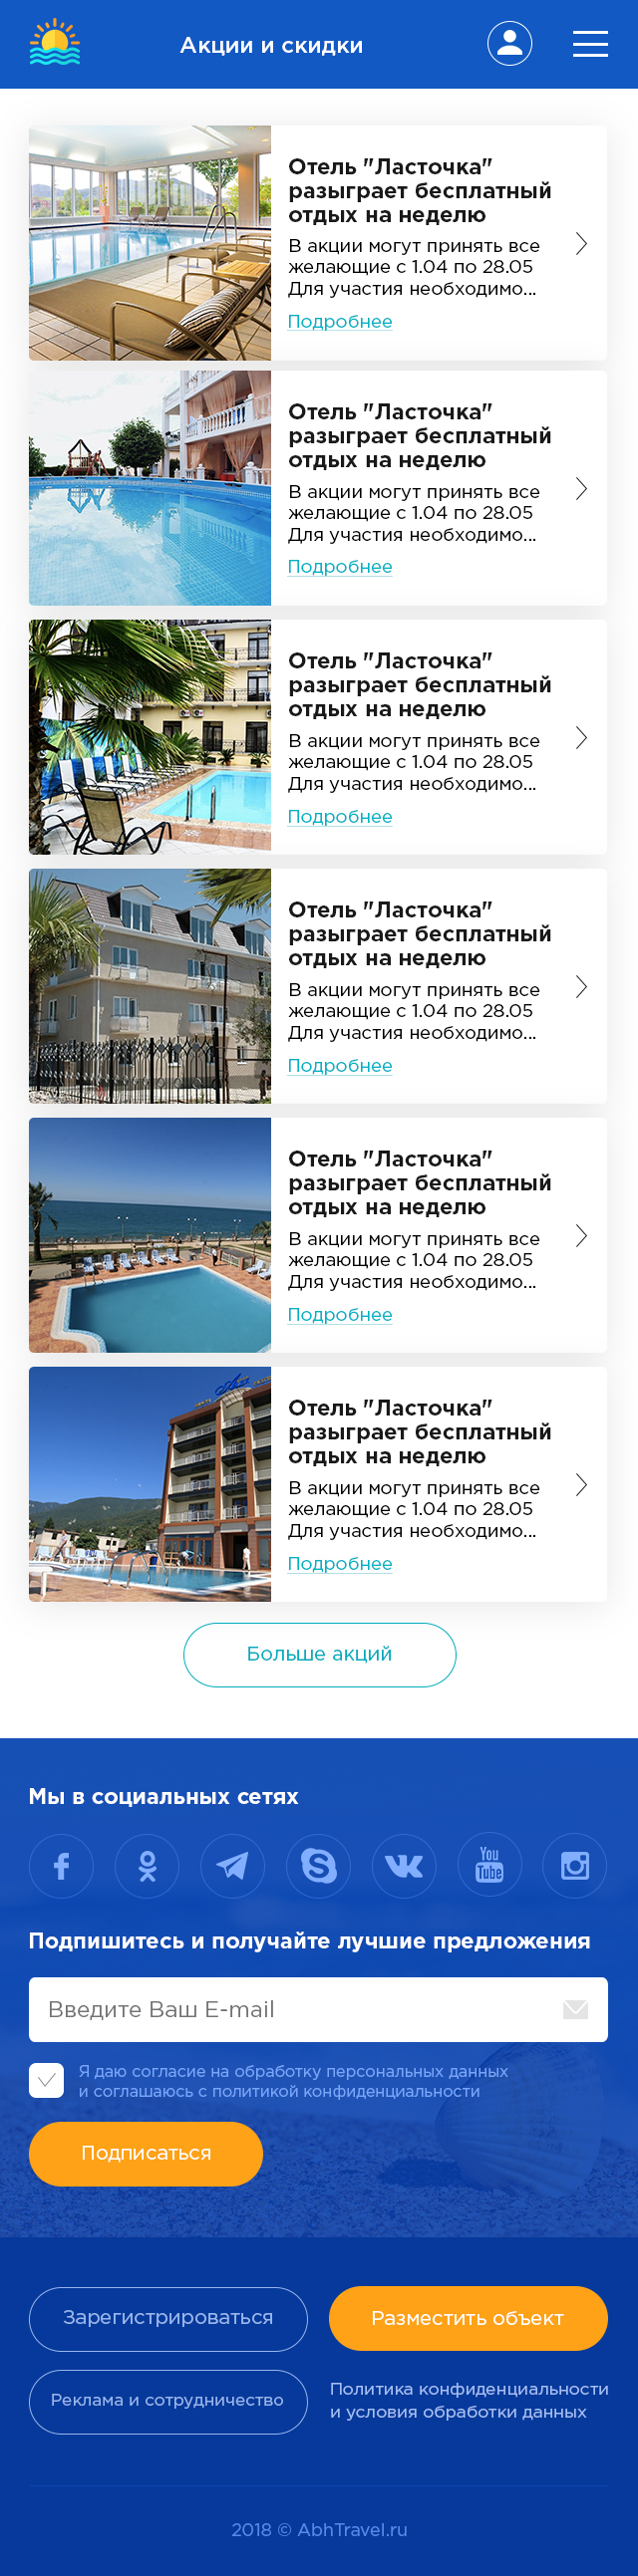 Акции и скидки
Отель "Ласточка"
разыграет бесплатный
отдых на неделю
В акции могут принять все
желающие с 1.04 по 28.05
Для участия необходимо...
Подробнее
Отель "Ласточка"
разыграет бесплатный
отдых на неделю
В акции могут принять все
желающие с 1.04 по 28.05
Для участия необходимо...
Подробнее
Отель "Ласточка"
разыграет бесплатный
отдых на неделю
В акции могут принять все
желающие с 1.04 по 28.05
Для участия необходимо...
Подробнее
Отель "Ласточка"
разыграет бесплатный
отдых на неделю
В акции могут принять все
желающие с 1.04 по 28.05
Для участия необходимо...
Подробнее
Отель "Ласточка"
разыграет бесплатный
отдых на неделю
В акции могут принять все
желающие с 1.04 по 28.05
Для участия необходимо...
Подробнее
Отель "Ласточка"
разыграет бесплатный
отдых на неделю
В акции могут принять все
желающие с 1.04 по 28.05
Для участия необходимо...
Подробнее
Больше акций
Мы в социальных сетях
You
Tube
Подпишитесь и получайте лучшие предложения
Введите Ваш E-mail
Я даю согласие на обработку персональных данных
и соглашаюсь с политикой конфиденциальности
Подписаться
Зарегистрироваться
Разместить объект
Реклама и сотрудничество
Политика конфиденциальности
и условия обработки данных
2018 © AbhTravel.ru